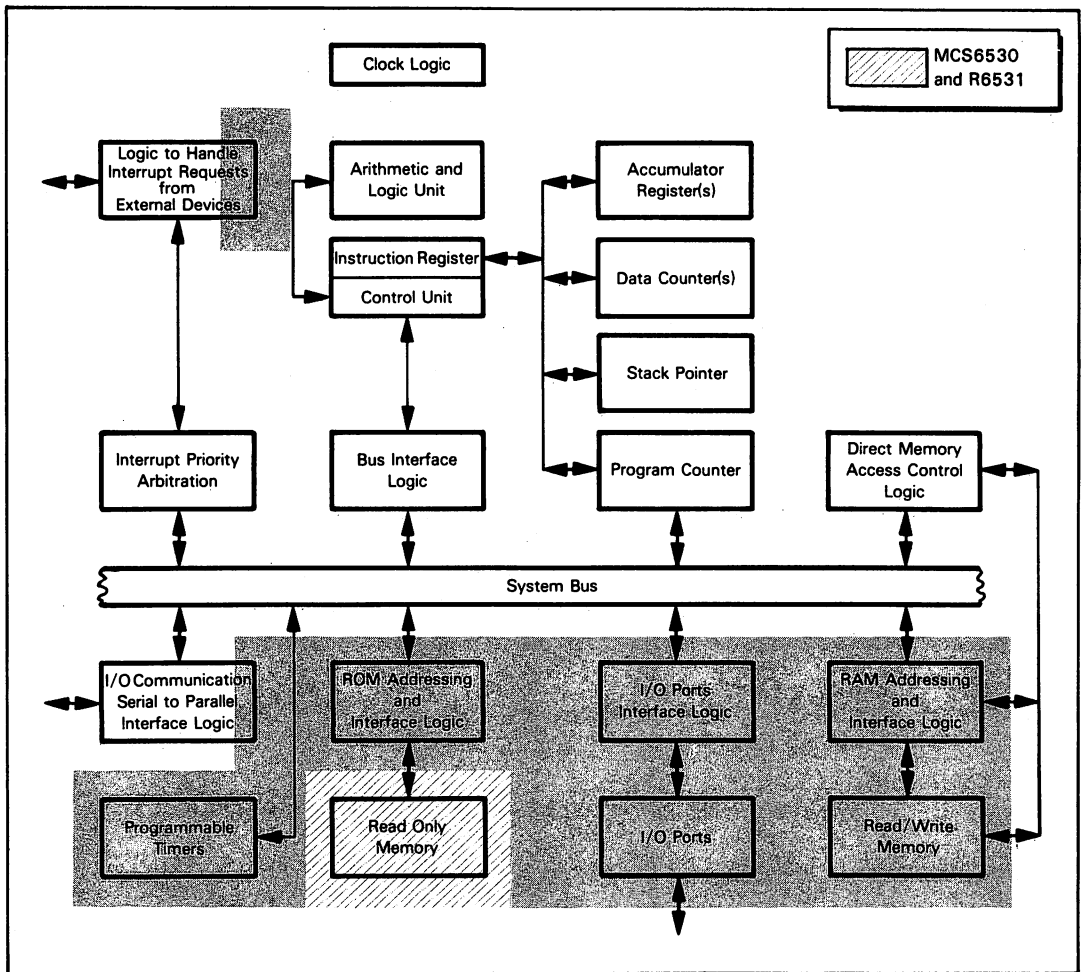 Clock Logic
MCS6530
and R6531
Logic to Handle
Interrupt Requests
from
External Devices
Arithmetic and
Logic Unit
Accumulator
Register(s)
Instruction Register
Control Unit
Data Counter(s)
Stack Pointer
Interrupt Priority
Arbitration
Bus Interface
Logic
Program Counter
Direct Memory
Access Control
Logic
System Bus
I/O Communication
Serial to Parallel
Interface Logic
ROM Addressing
and
Interface Logic
I/O Ports
Interface Logic
RAM Addressing
and
Interface Logic
Programmable
Timers
Read Only
Memory
I/O Ports
Read/Write
Memory